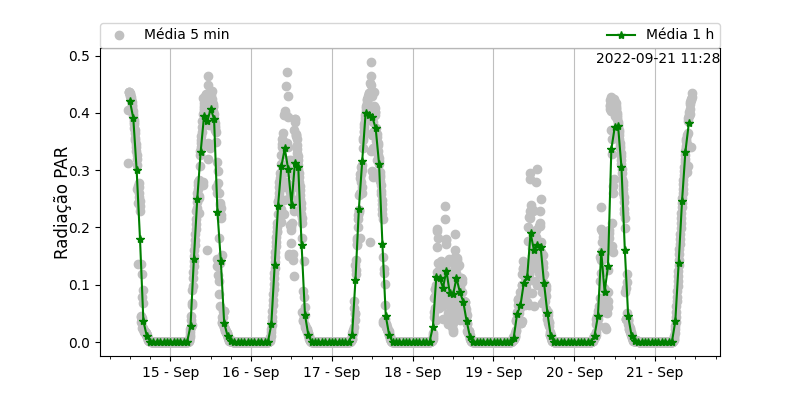 Média 5 min
Média 1 h
2022-09-21 11:28
Radiação PAR
0.5
0.4
0.3
0.2
0.1
0.0
15 - Sep
16 - Sep
17 - Sep
18 - Sep
19 - Sep
20 - Sep
21 - Sep